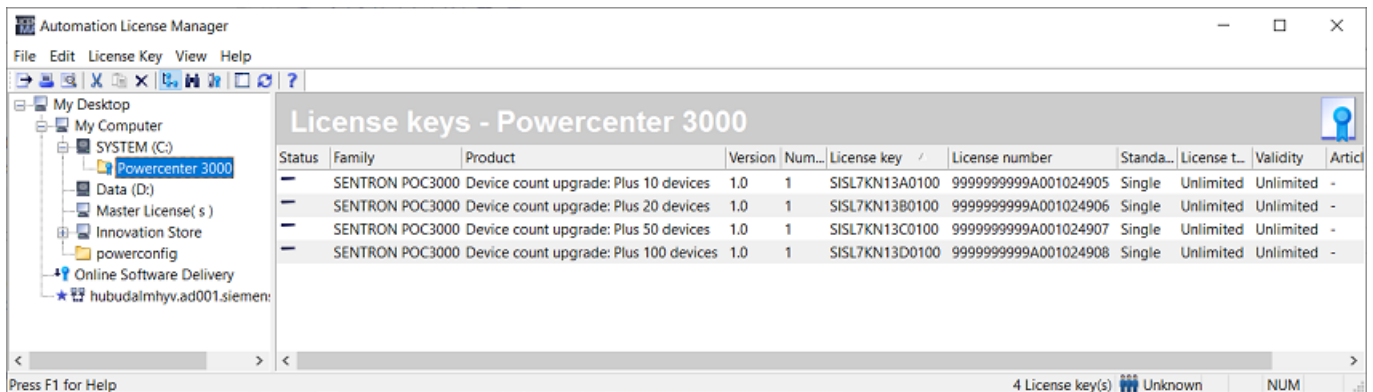 Automation License Manager
File Edit License Key View Help
My Desktop
My Computer
SYSTEM (C:)
Powercenter 3000
Data (D:)
Master License( s )
Innovation Store
powerconfig
Online Software Delivery
hubudalmhyv.ad001.siemens
License keys - Powercenter 3000
Status Family Product Version Num... License key License number Standa... License t... Validity Articl
SENTRON POC3000 Device count upgrade: Plus 10 devices 1.0 1 SISL7KN13A0100 9999999999A001024905 Single Unlimited Unlimited -
SENTRON POC3000 Device count upgrade: Plus 20 devices 1.0 1 SISL7KN13B0100 9999999999A001024906 Single Unlimited Unlimited -
SENTRON POC3000 Device count upgrade: Plus 50 devices 1.0 1 SISL7KN13C0100 9999999999A001024907 Single Unlimited Unlimited -
SENTRON POC3000 Device count upgrade: Plus 100 devices 1.0 1 SISL7KN13D0100 9999999999A001024908 Single Unlimited Unlimited -
Press F1 for Help 4 License key(s) Unknown NUM